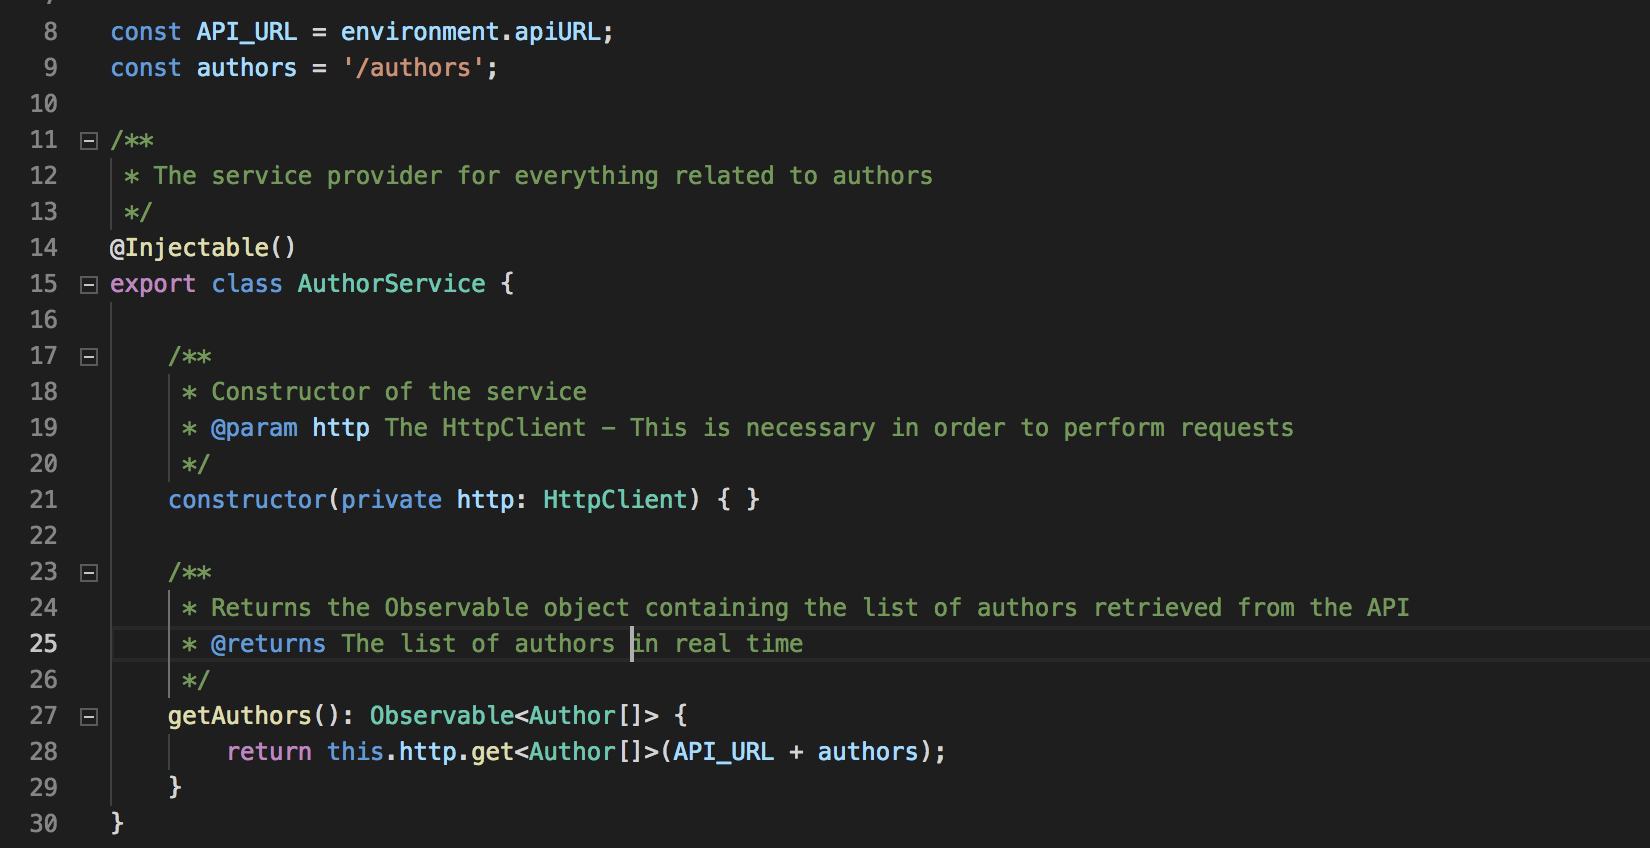 8 const API_URL = environment.apiURL;
9 const authors = '/authors';
10
11 /**
12  * The service provider for everything related to authors
13  */
14 @Injectable()
15 export class AuthorService {
16
17     /**
18      * Constructor of the service
19      * @param http The HttpClient – This is necessary in order to perform requests
20      */
21     constructor(private http: HttpClient) { }
22
23     /**
24      * Returns the Observable object containing the list of authors retrieved from the API
25      * @returns The list of authors in real time
26      */
27     getAuthors(): Observable<Author[]> {
28         return this.http.get<Author[]>(API_URL + authors);
29     }
30 }